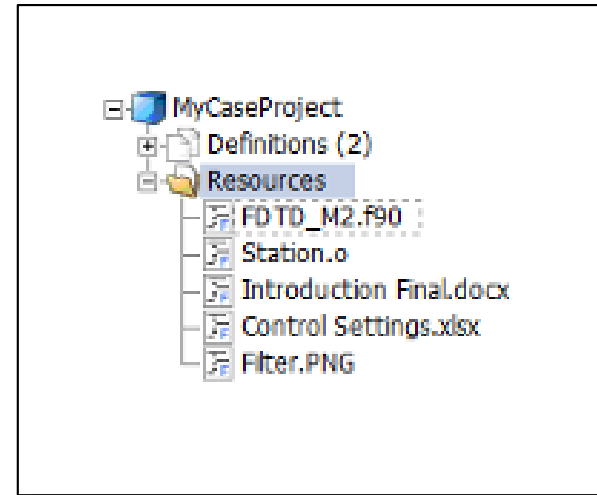 MyCaseProject
Definitions (2)
Resources
FDTD_M2.f90
Station.o
Introduction Final.docx
Control Settings.xlsx
Filter.PNG